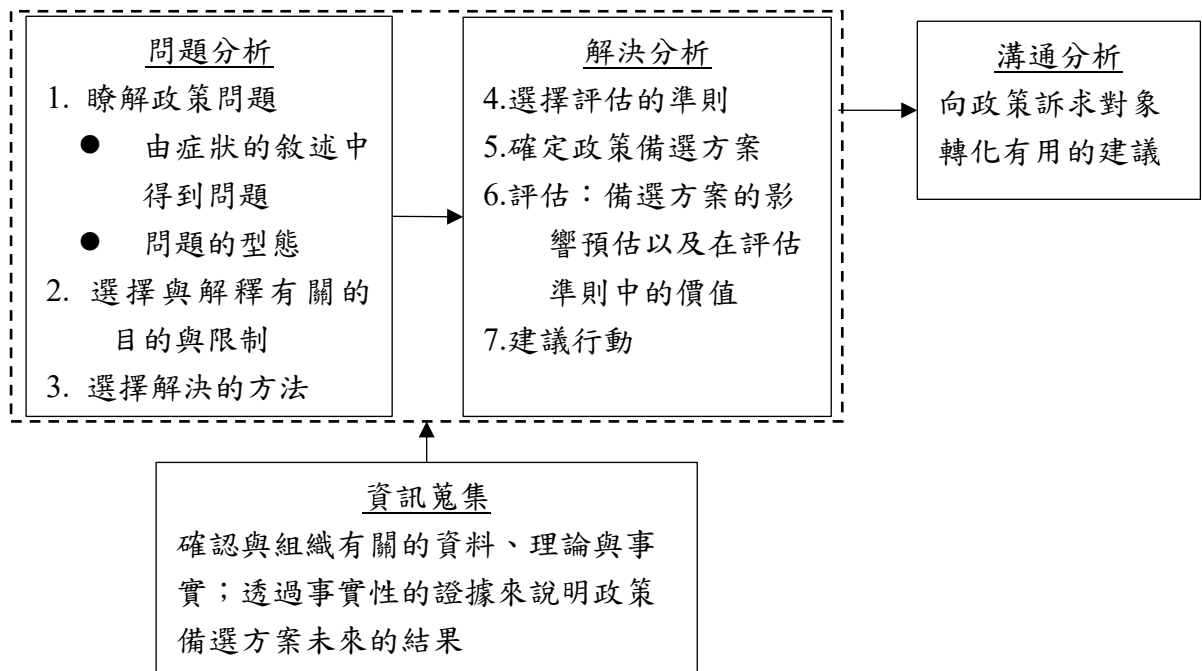 問題分析
1. 瞭解政策問題
● 由症狀的敘述中
得到問題
● 問題的型態
2. 選擇與解釋有關的
目的與限制
3. 選擇解決的方法
解決分析
4.選擇評估的準則
5.確定政策備選方案
6.評估：備選方案的影
響預估以及在評估
準則中的價值
7.建議行動
溝通分析
向政策訴求對象
轉化有用的建議
資訊蒐集
確認與組織有關的資料、理論與事
實；透過事實性的證據來說明政策
備選方案未來的結果